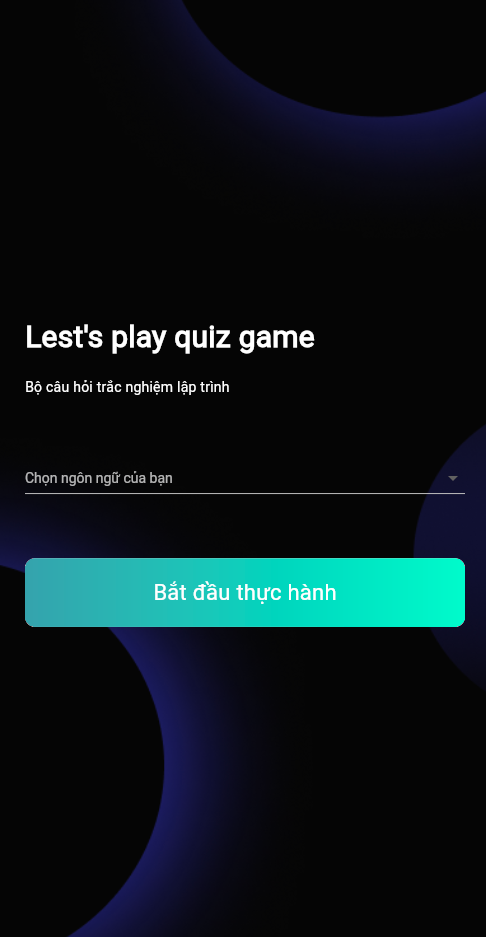 Lest's play quiz game
Bộ câu hỏi trắc nghiệm lập trình
Chọn ngôn ngữ của bạn
Bắt đầu thực hành